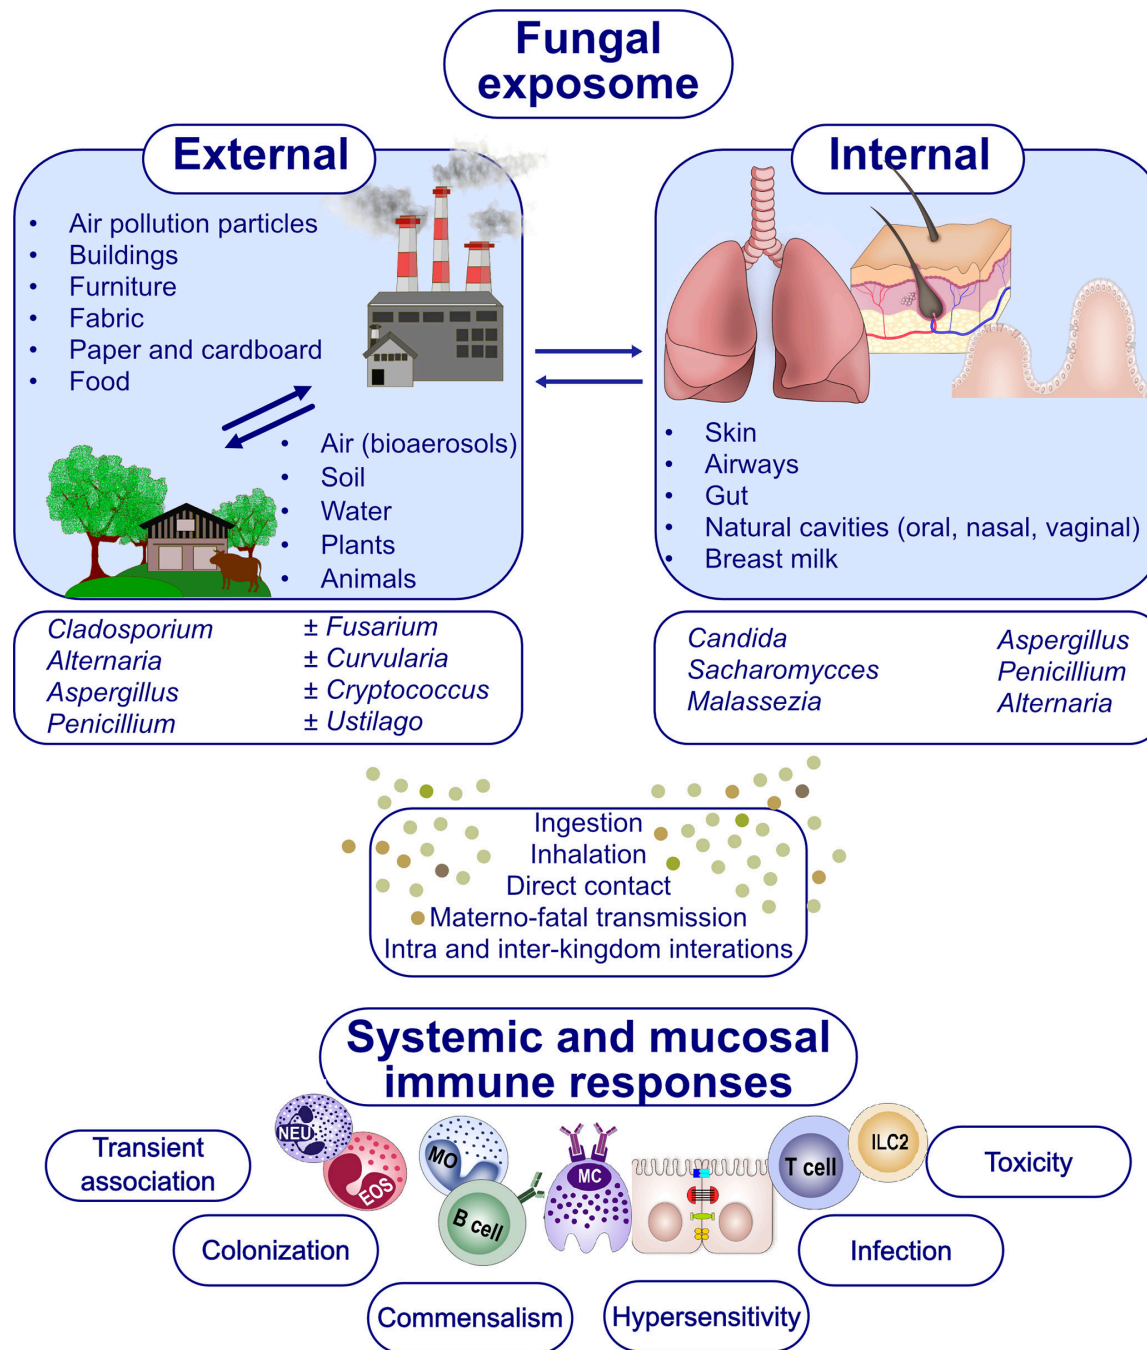 Fungal
exposome
External
• Air pollution particles
• Buildings
• Furniture
• Fabric
• Paper and cardboard
• Food
• Air (bioaerosols)
• Soil
• Water
• Plants
• Animals
Internal
• Skin
• Airways
• Gut
• Natural cavities (oral, nasal, vaginal)
• Breast milk
Cladosporium
Alternaria
Aspergillus
Penicillium
± Fusarium
± Curvularia
± Cryptococcus
± Ustilago
Candida
Sacharomycces
Malassezia
Aspergillus
Penicillium
Alternaria
Ingestion
Inhalation
Direct contact
Materno-fatal transmission
Intra and inter-kingdom interations
Systemic and mucosal
immune responses
NEU
EOS
MO
B cell
MC
T cell
ILC2
Transient
association
Colonization
Commensalism
Hypersensitivity
Infection
Toxicity